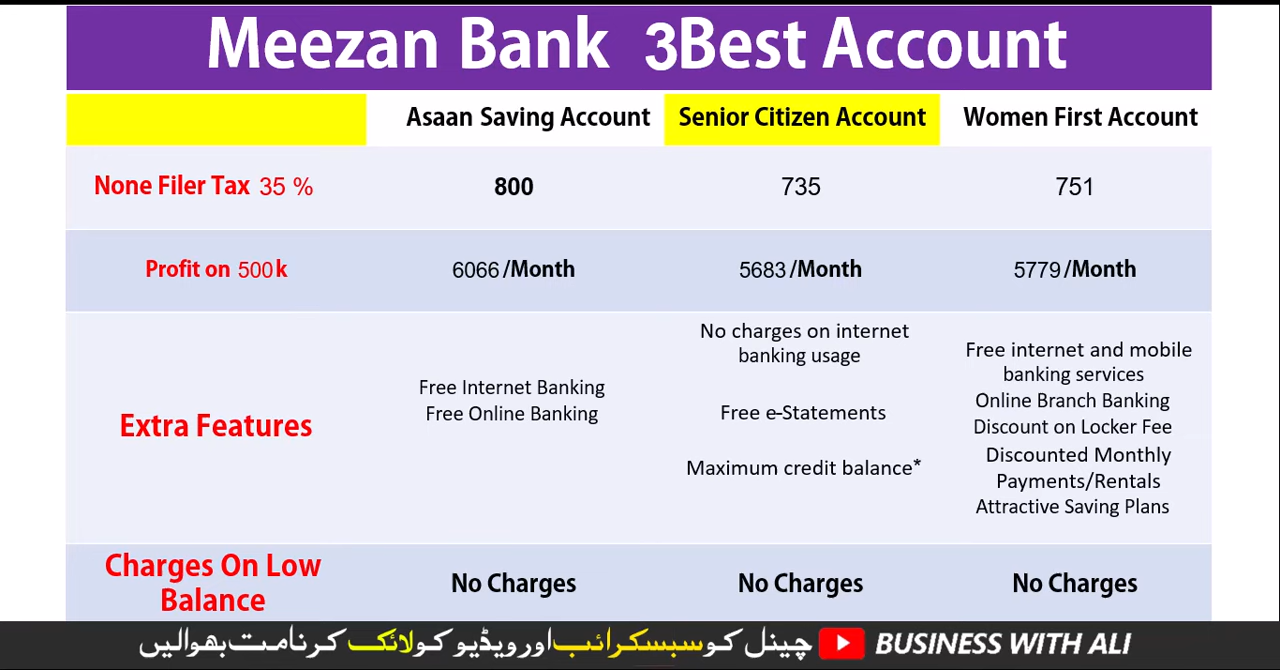 Meezan Bank 3Best Account
Asaan Saving Account Senior Citizen Account Women First Account
None Filer Tax 35 % 800 735 751
Profit on 500k 6066/Month 5683/Month 5779/Month
Extra Features
Free Internet Banking
Free Online Banking
No charges on internet
banking usage
Free e-Statements
Maximum credit balance*
Free internet and mobile
banking services
Online Branch Banking
Discount on Locker Fee
Discounted Monthly
Payments/Rentals
Attractive Saving Plans
Charges On Low
Balance
No Charges No Charges No Charges
چینل کو سبسکرائب اور ویڈیو کو لائک کرنا مت بھوالیں
BUSINESS WITH ALI